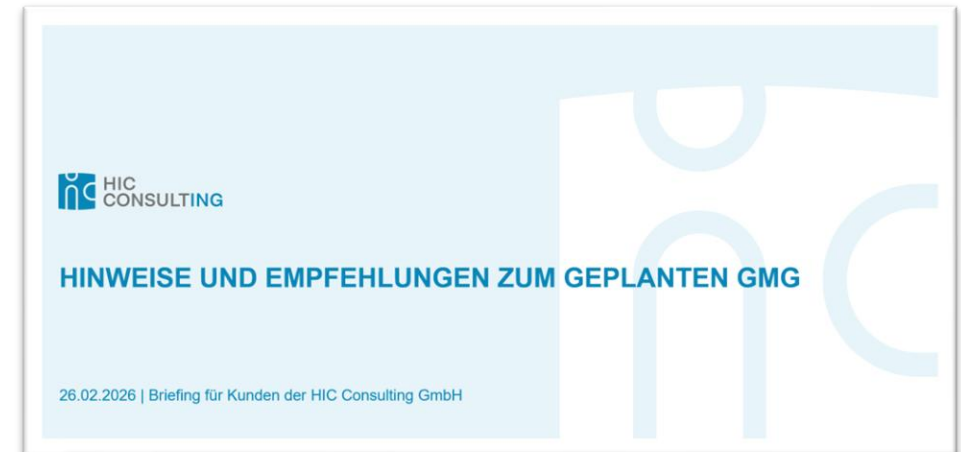 HIC
CONSULTING
HINWEISE UND EMPFEHLUNGEN ZUM GEPLANTEN GMG
26.02.2026 | Briefing für Kunden der HIC Consulting GmbH